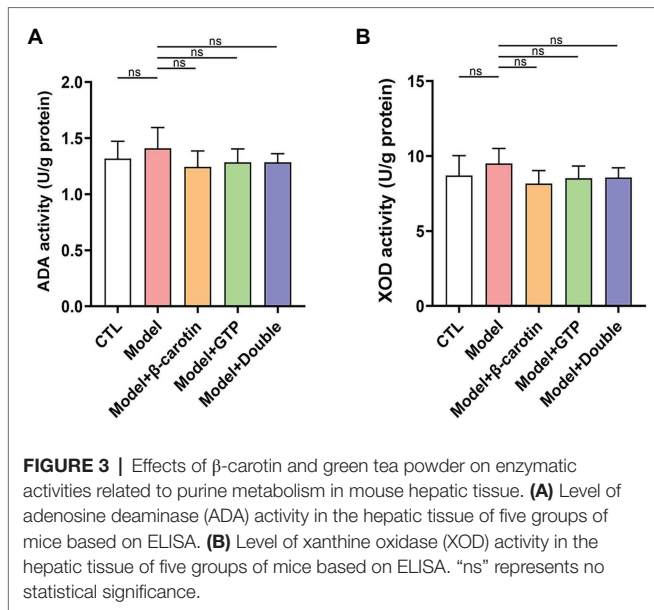 A
ns
ns
ns
ns
ADA activity (U/g protein)
2.0
1.5
1.0
0.5
0.0
CTL
Model
Model+β-carotin
Model+GTP
Model+Double
B
ns
ns
ns
ns
XOD activity (U/g protein)
15
10
5
0
CTL
Model
Model+β-carotin
Model+GTP
Model+Double
FIGURE 3 | Effects of β-carotin and green tea powder on enzymatic
activities related to purine metabolism in mouse hepatic tissue. (A) Level of
adenosine deaminase (ADA) activity in the hepatic tissue of five groups of
mice based on ELISA. (B) Level of xanthine oxidase (XOD) activity in the
hepatic tissue of five groups of mice based on ELISA. “ns” represents no
statistical significance.